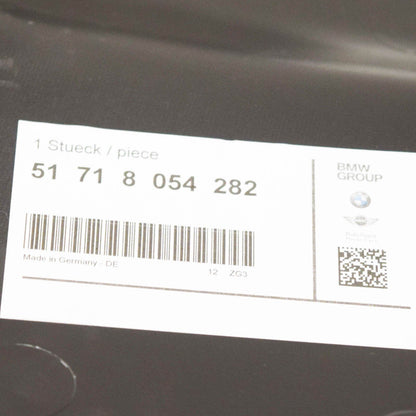 1 Stueck / piece
51 71 8 054 282
Made in Germany - DE
12 ZG3
BMW
GROUP